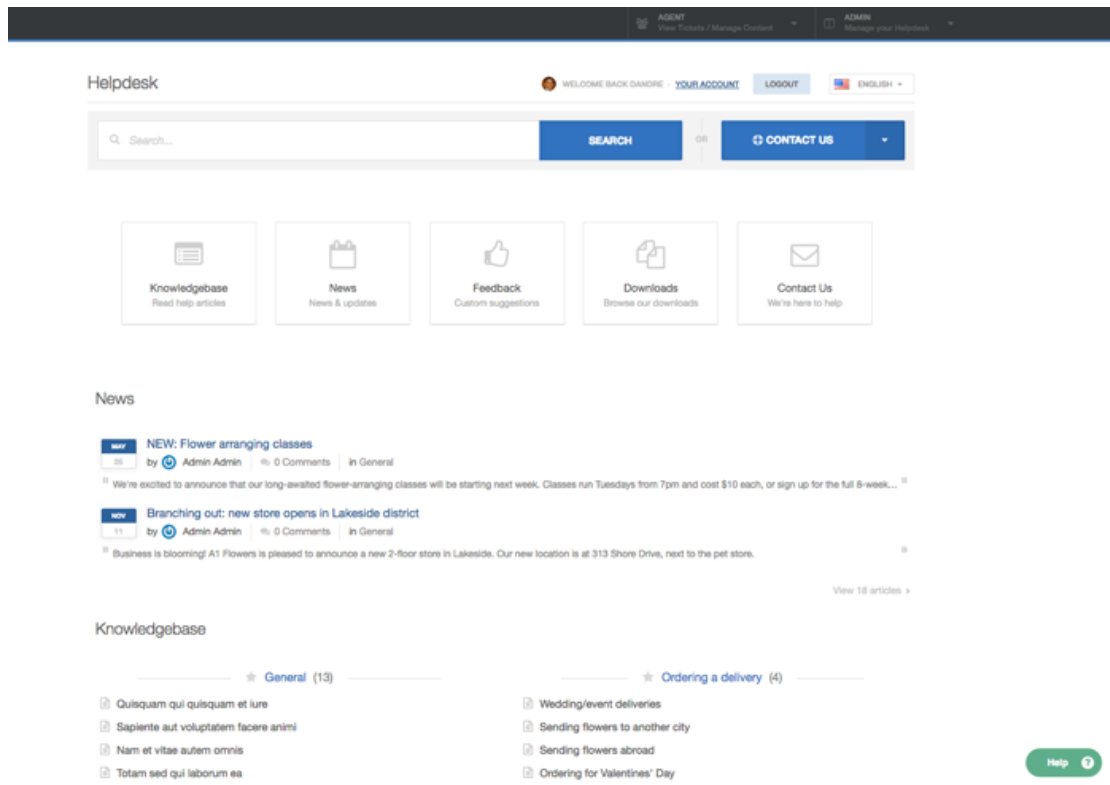 AGENT
View Tickets / Manage Content
ADMIN
Manage your Helpdesk
Helpdesk
WELCOME BACK DANDRE · YOUR ACCOUNT
LOGOUT
ENGLISH
Search...
SEARCH
OR
CONTACT US
Knowledgebase
Read help articles
News
News & updates
Feedback
Custom suggestions
Downloads
Browse our downloads
Contact Us
We're here to help
News
MAY
25
NEW: Flower arranging classes
by Admin Admin 0 Comments in General
" We're excited to announce that our long-awaited flower-arranging classes will be starting next week. Classes run Tuesdays from 7pm and cost $10 each, or sign up for the full 8-week... "
NOV
11
Branching out: new store opens in Lakeside district
by Admin Admin 0 Comments in General
" Business is blooming! A1 Flowers is pleased to announce a new 2-floor store in Lakeside. Our new location is at 313 Shore Drive, next to the pet store. "
View 18 articles
Knowledgebase
General (13)
Quisquam qui quisquam et iure
Sapiente aut voluptatem facere animi
Nam et vitae autem omnis
Totam sed qui laborum ea
Ordering a delivery (4)
Wedding/event deliveries
Sending flowers to another city
Sending flowers abroad
Ordering for Valentines' Day
Help ?